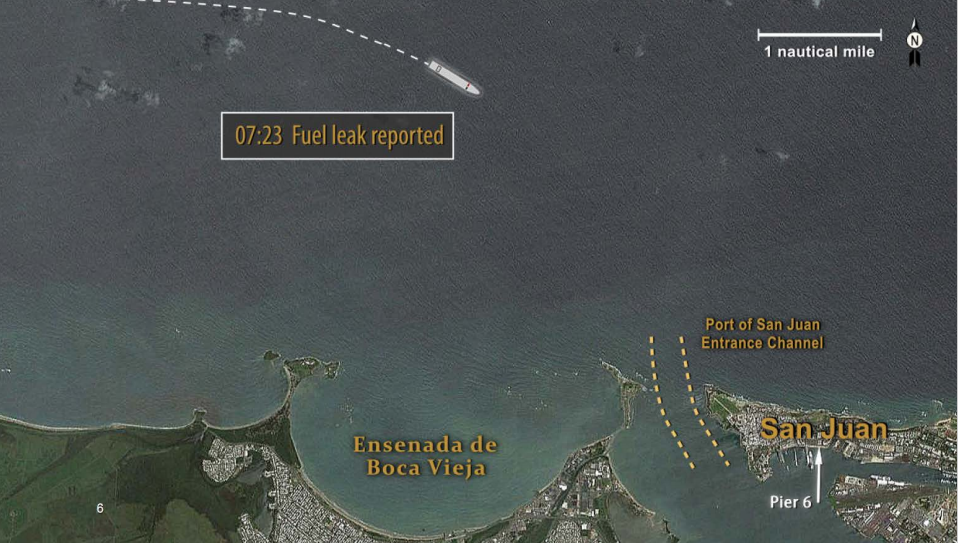 N
1 nautical mile
07:23 Fuel leak reported
Port of San Juan
Entrance Channel
San Juan
Ensenada de
Boca Vieja
Pier 6
6